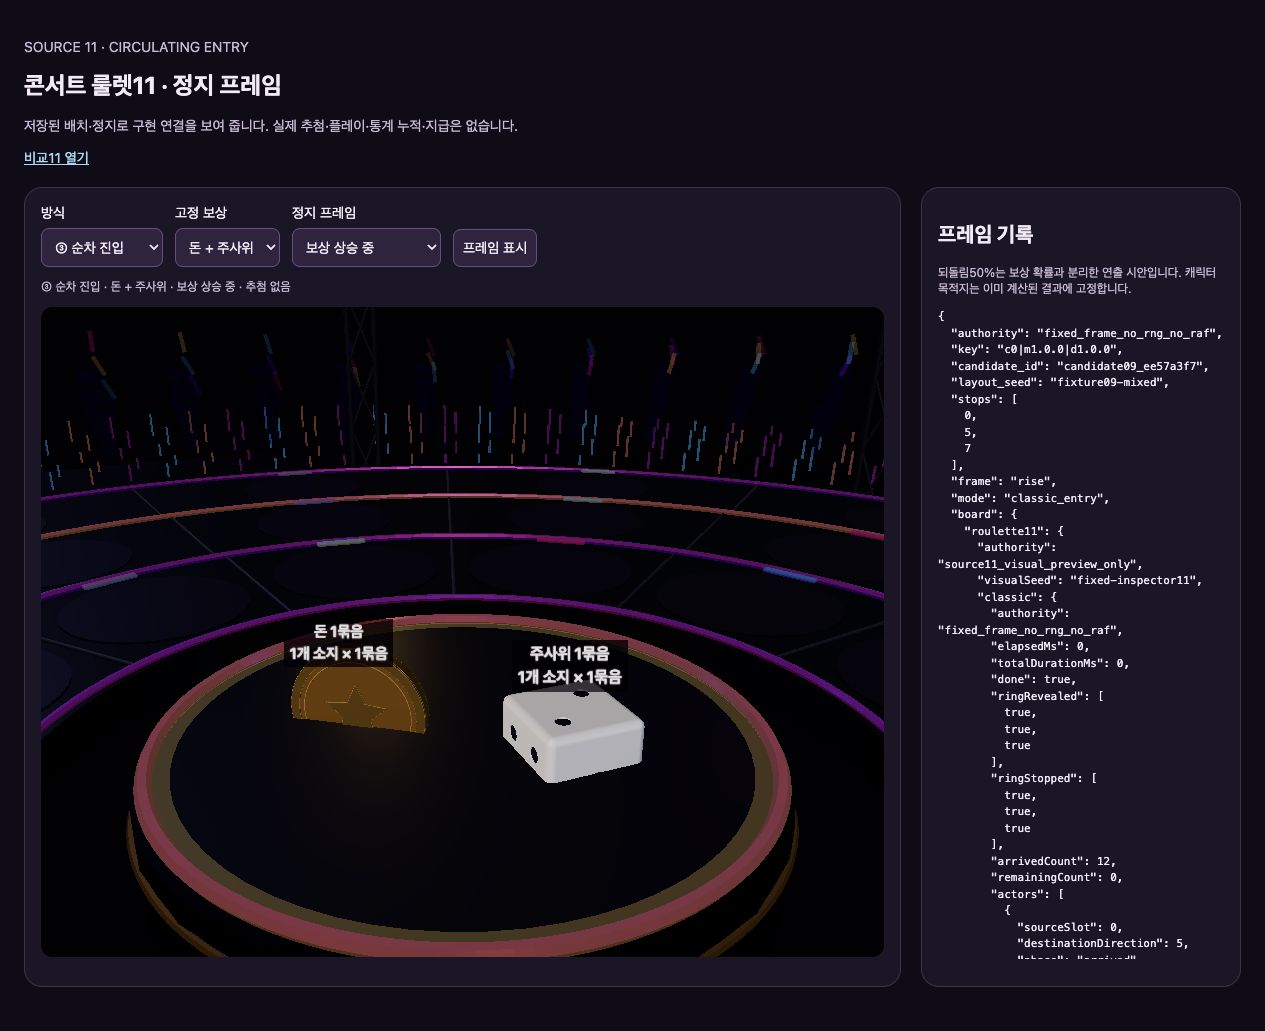 SOURCE 11 · CIRCULATING ENTRY
콘서트 룰렛11 · 정지 프레임
저장된 배치·정지로 구현 연결을 보여 줍니다. 실제 추첨·플레이·통계 누적·지급은 없습니다.
비교11 열기
방식
고정 보상
정지 프레임
③ 순차 진입
돈 + 주사위
보상 상승 중
프레임 표시
③ 순차 진입 · 돈 + 주사위 · 보상 상승 중 · 추첨 없음
돈 1묶음
1개 소지 × 1묶음
주사위 1묶음
1개 소지 × 1묶음
프레임 기록
되돌림50%는 보상 확률과 분리한 연출 시안입니다. 캐릭터
목적지는 이미 계산된 결과에 고정합니다.
{
"authority": "fixed_frame_no_rng_no_raf",
"key": "c0|m1.0.0|d1.0.0",
"candidate_id": "candidate09_ee57a3f7",
"layout_seed": "fixture09-mixed",
"stops": [
0,
5,
7
],
"frame": "rise",
"mode": "classic_entry",
"board": {
"roulette11": {
"authority":
"source11_visual_preview_only",
"visualSeed": "fixed-inspector11",
"classic": {
"authority":
"fixed_frame_no_rng_no_raf",
"elapsedMs": 0,
"totalDurationMs": 0,
"done": true,
"ringRevealed": [
true,
true,
true
],
"ringStopped": [
true,
true,
true
],
"arrivedCount": 12,
"remainingCount": 0,
"actors": [
{
"sourceSlot": 0,
"destinationDirection": 5,